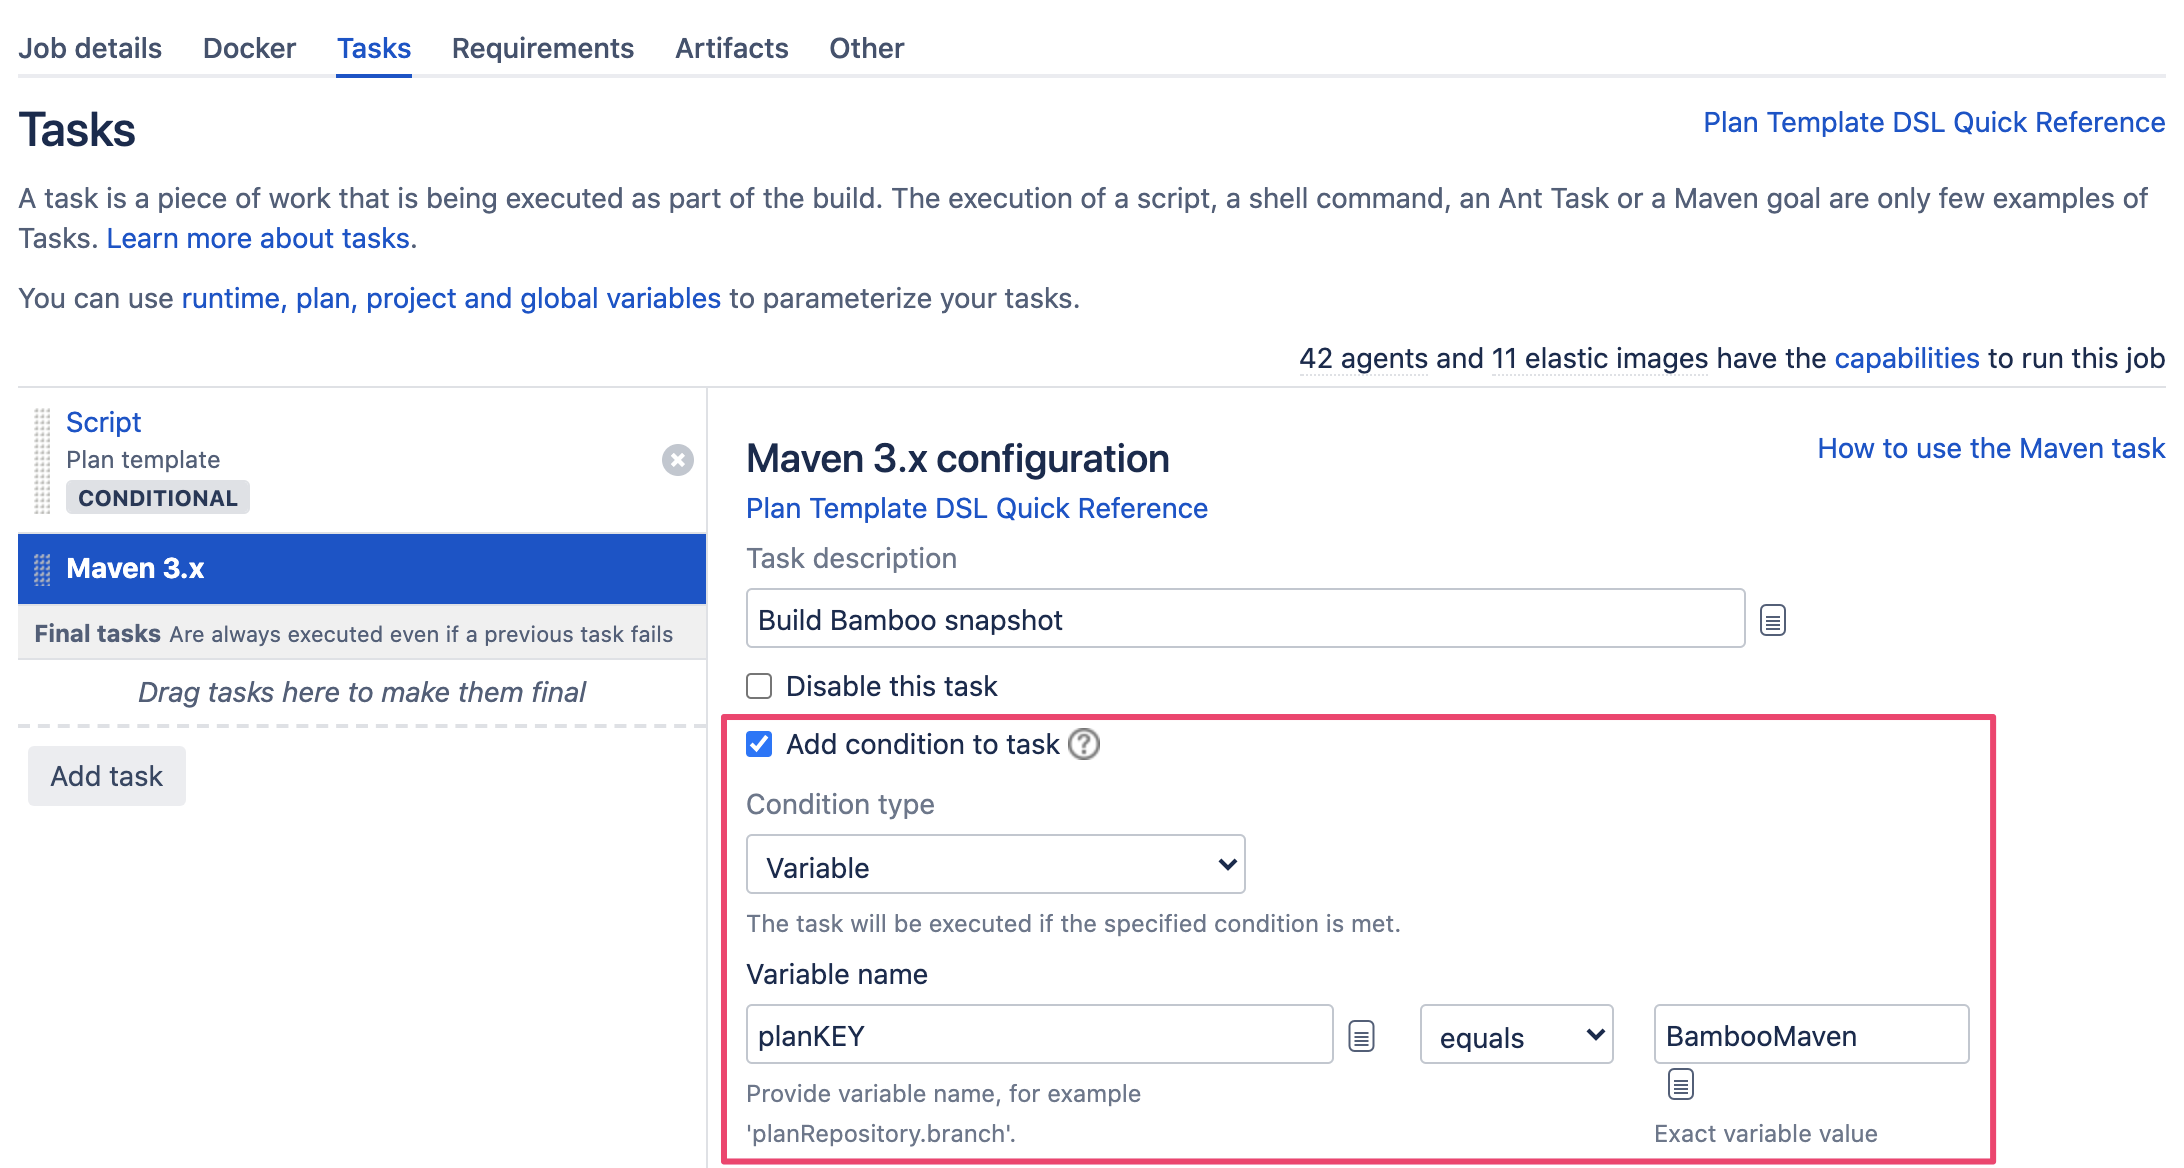 Job details Docker Tasks Requirements Artifacts Other
Tasks
Plan Template DSL Quick Reference
A task is a piece of work that is being executed as part of the build. The execution of a script, a shell command, an Ant Task or a Maven goal are only few examples of
Tasks. Learn more about tasks.
You can use runtime, plan, project and global variables to parameterize your tasks.
42 agents and 11 elastic images have the capabilities to run this job
Script
Plan template
CONDITIONAL
Maven 3.x
Final tasks Are always executed even if a previous task fails
Drag tasks here to make them final
Add task
Maven 3.x configuration
How to use the Maven task
Plan Template DSL Quick Reference
Task description
Build Bamboo snapshot
Disable this task
Add condition to task
Condition type
Variable
The task will be executed if the specified condition is met.
Variable name
planKEY equals BambooMaven
Provide variable name, for example
'planRepository.branch'.
Exact variable value